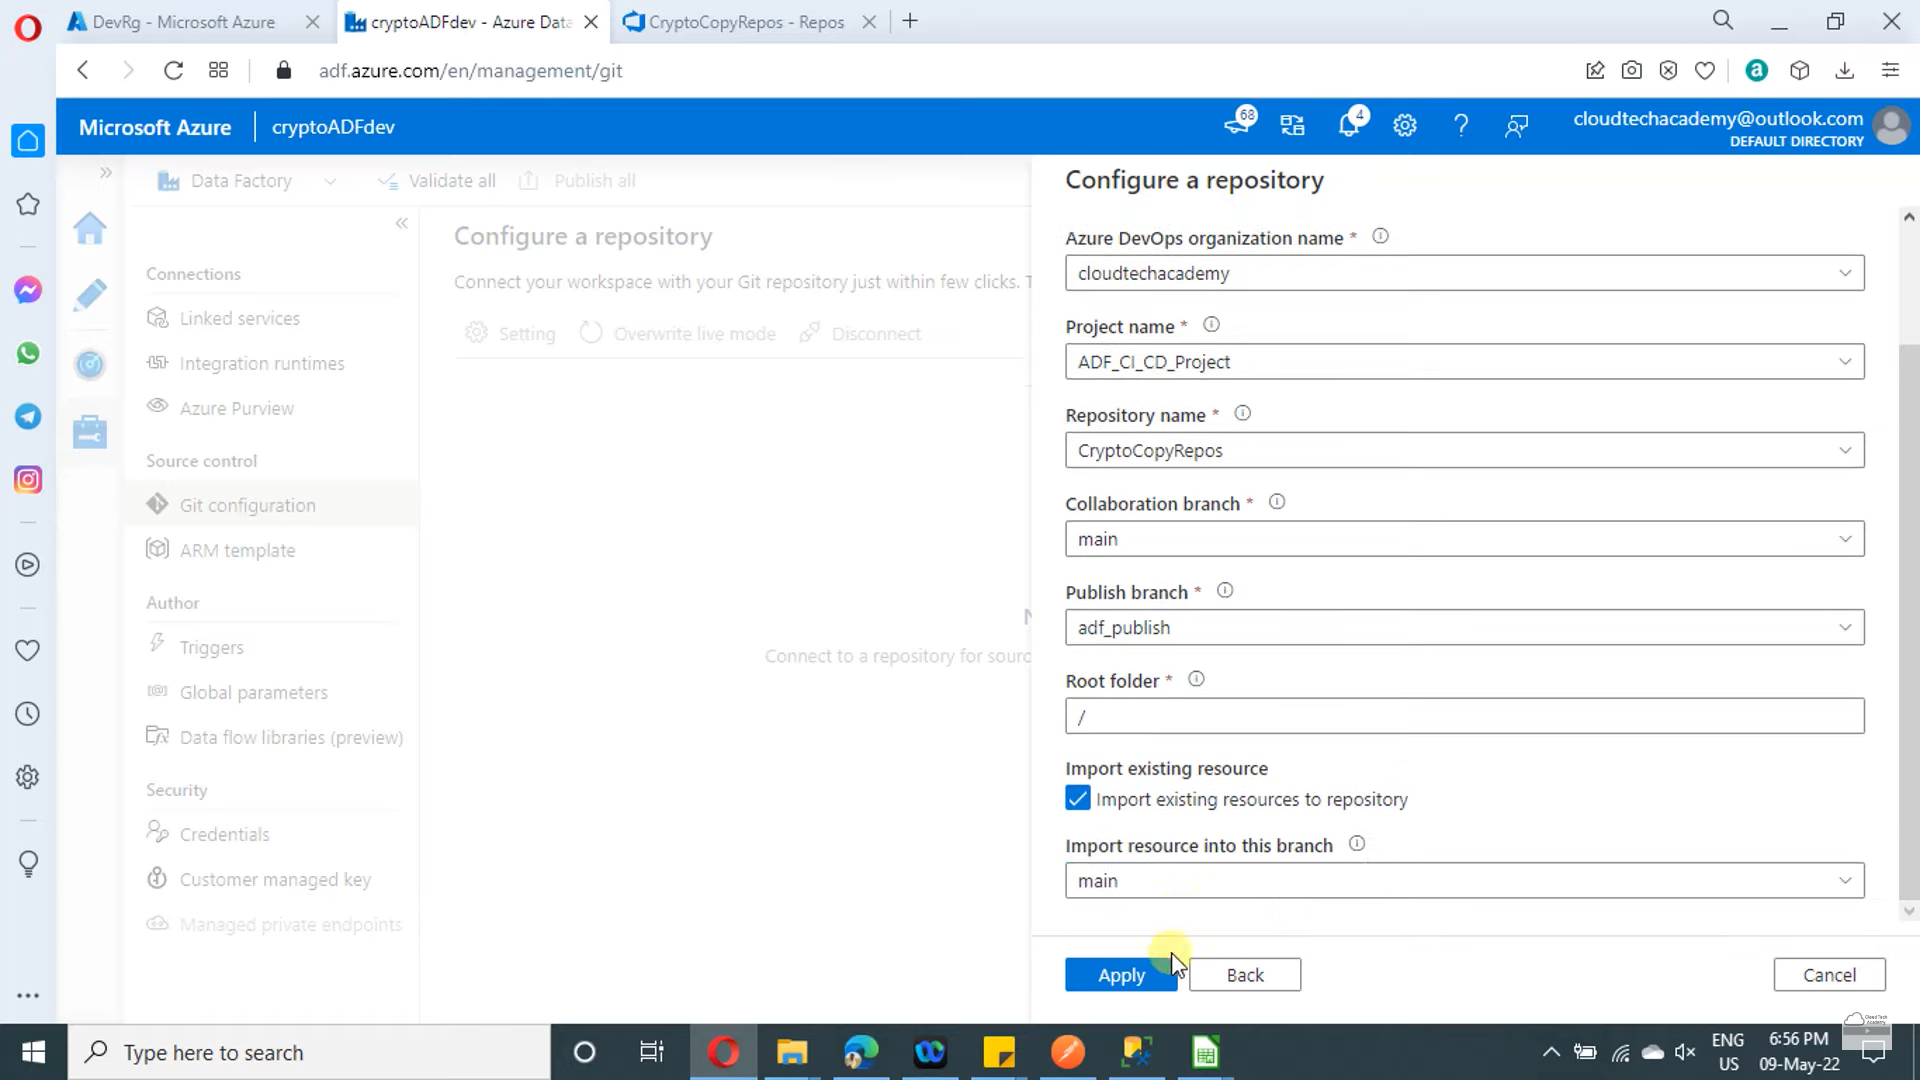 DevRg - Microsoft Azure
cryptoADFdev - Azure Data
CryptoCopyRepos - Repos
adf.azure.com/en/management/git
Microsoft Azure
cryptoADFdev
68
4
cloudtechacademy@outlook.com
DEFAULT DIRECTORY
Data Factory
Validate all
Publish all
Connections
Linked services
Integration runtimes
Azure Purview
Source control
Git configuration
ARM template
Author
Triggers
Global parameters
Data flow libraries (preview)
Security
Credentials
Customer managed key
Managed private endpoints
Configure a repository
Connect your workspace with your Git repository just within few clicks. T
Setting
Overwrite live mode
Disconnect
N
Connect to a repository for sour
Configure a repository
Azure DevOps organization name *
cloudtechacademy
Project name *
ADF_CI_CD_Project
Repository name *
CryptoCopyRepos
Collaboration branch *
main
Publish branch *
adf_publish
Root folder *
/
Import existing resource
Import existing resources to repository
Import resource into this branch
main
Apply
Back
Cancel
Type here to search
ENG
US
6:56 PM
09-May-22
Cloud Tech
Academy